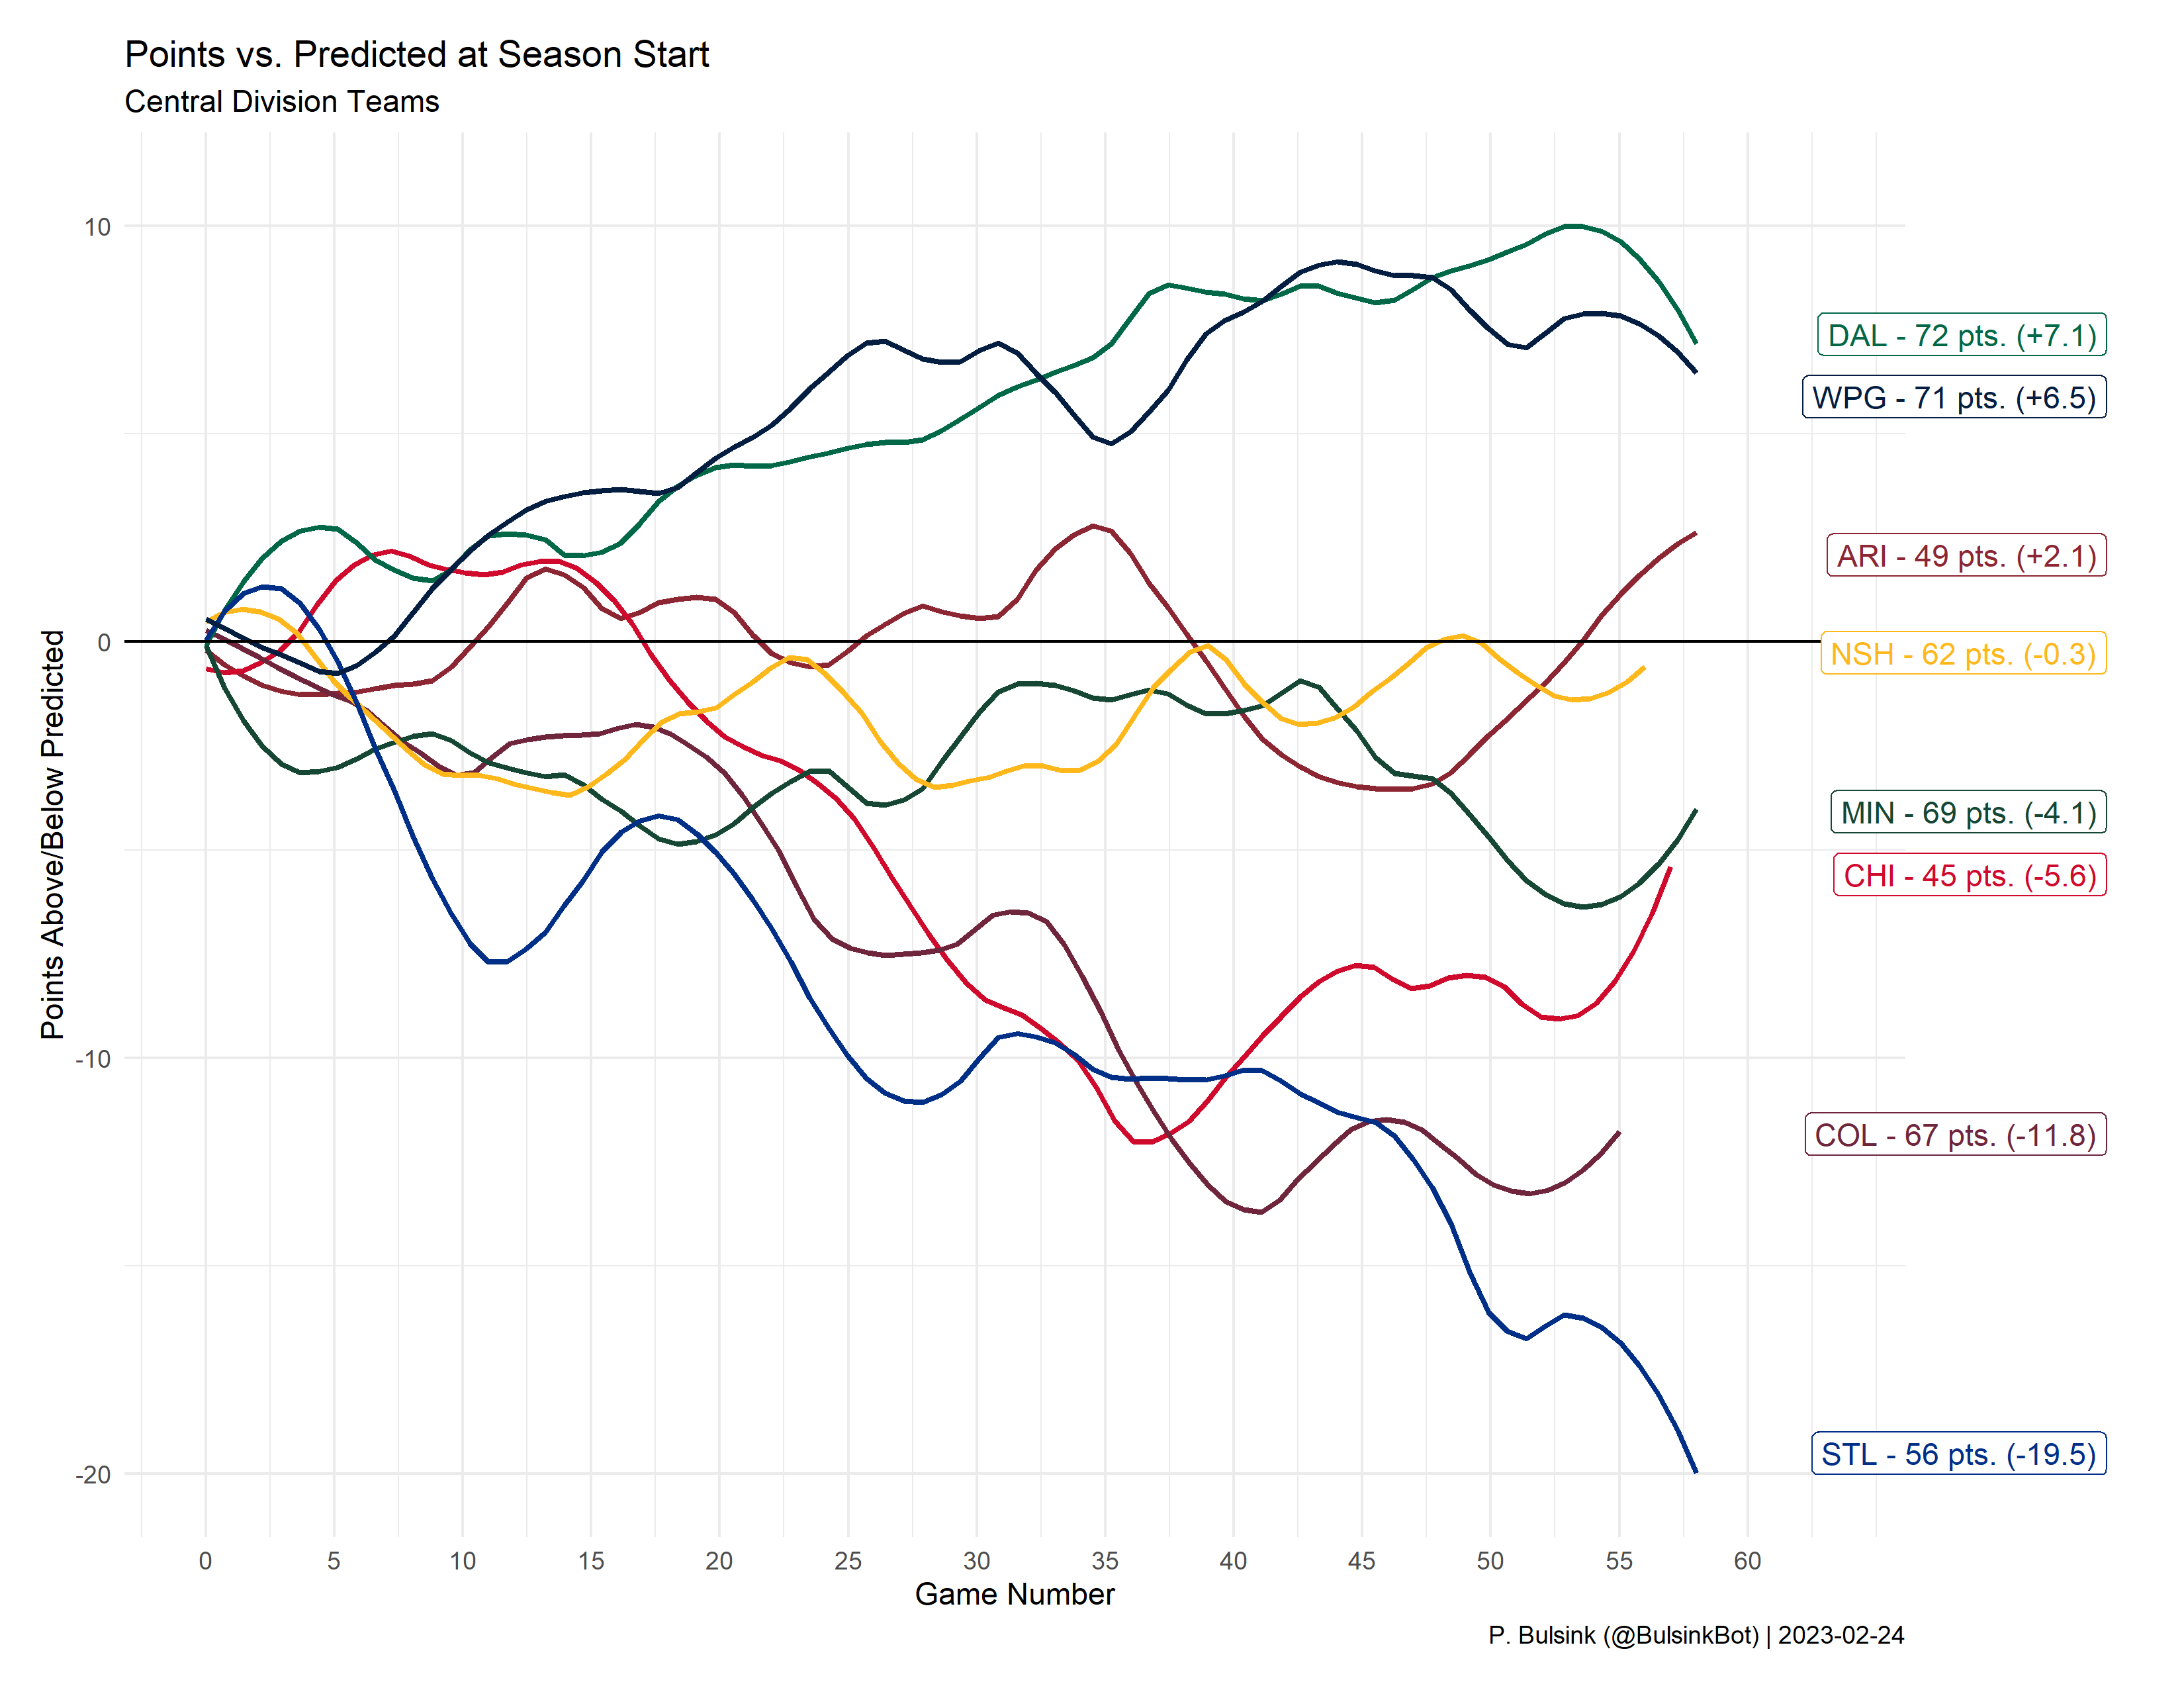 Points vs. Predicted at Season Start
Central Division Teams
Points Above/Below Predicted
10
0
-10
-20
DAL - 72 pts. (+7.1)
WPG - 71 pts. (+6.5)
ARI - 49 pts. (+2.1)
NSH - 62 pts. (-0.3)
MIN - 69 pts. (-4.1)
CHI - 45 pts. (-5.6)
COL - 67 pts. (-11.8)
STL - 56 pts. (-19.5)
0 5 10 15 20 25 30 35 40 45 50 55 60
Game Number
P. Bulsink (@BulsinkBot) | 2023-02-24